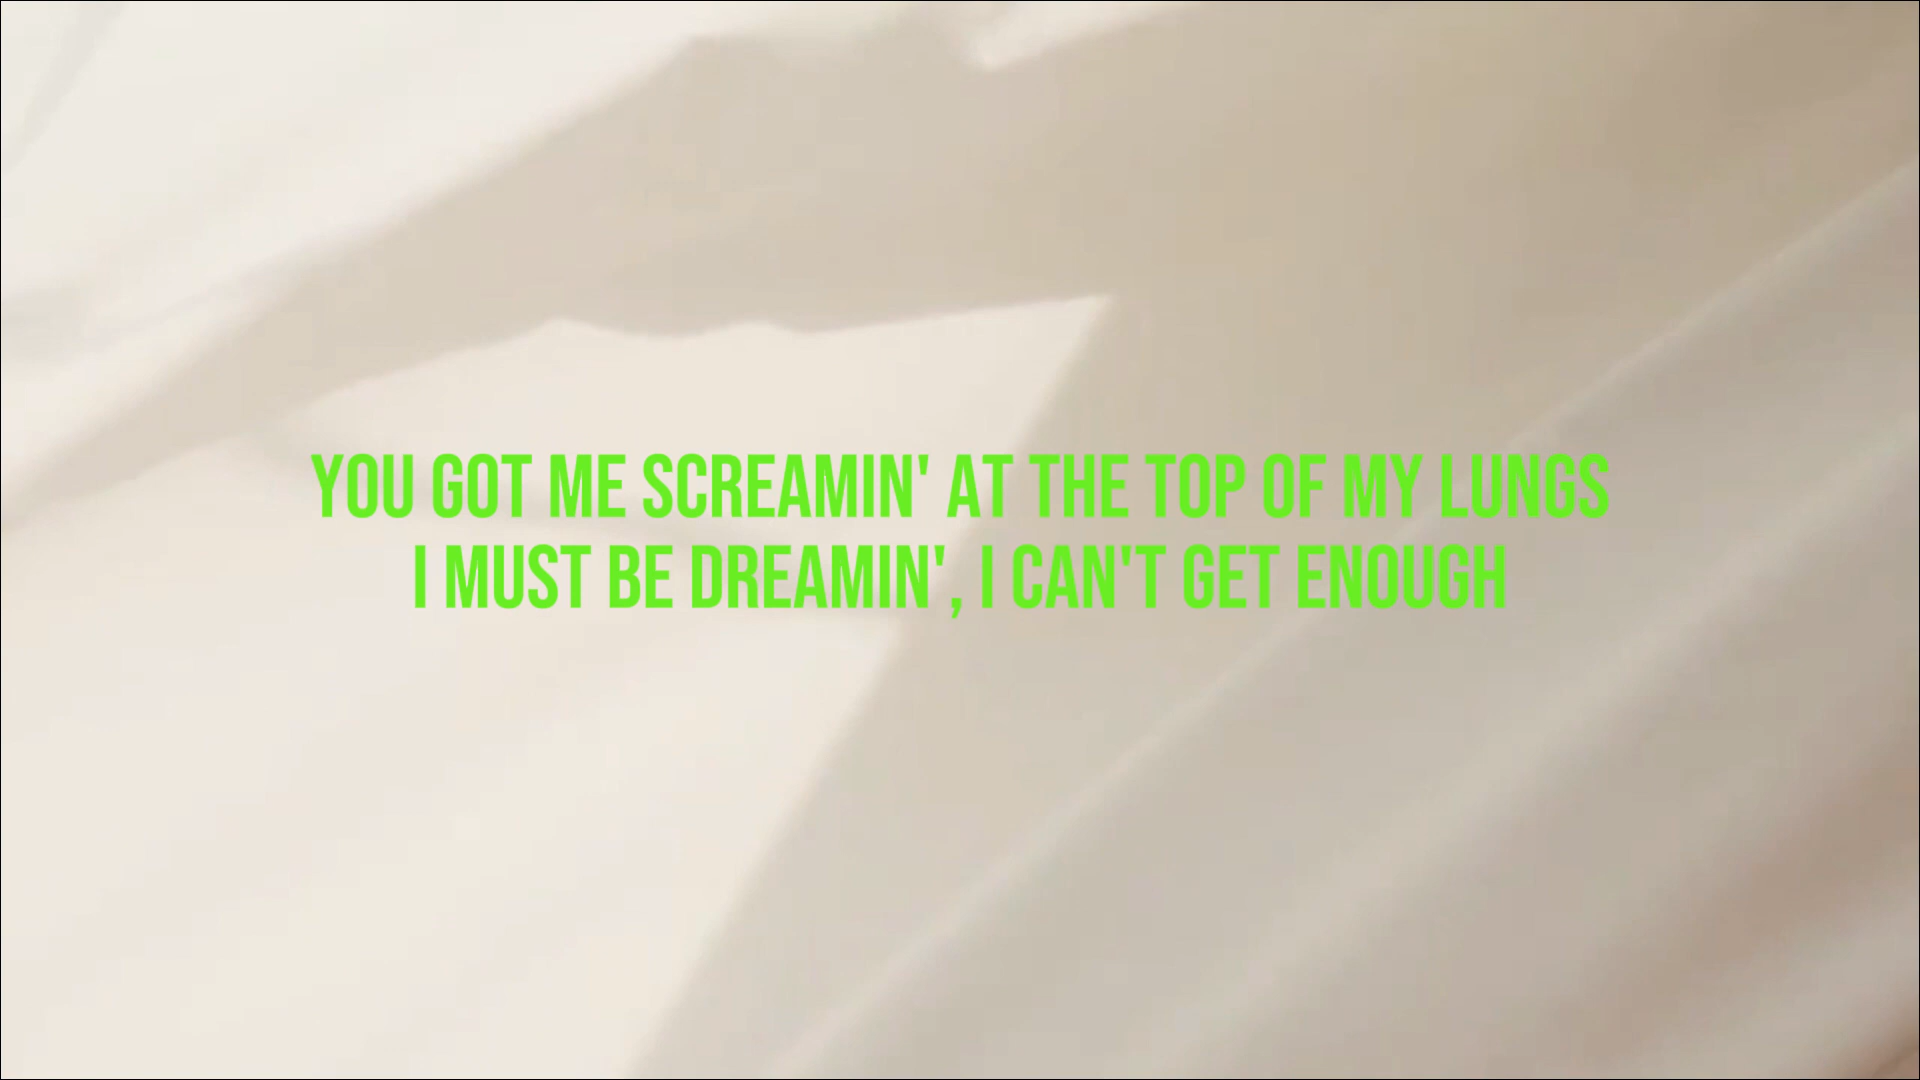 YOU GOT ME SCREAMIN' AT THE TOP OF MY LUNGS
I MUST BE DREAMIN', I CAN'T GET ENOUGH